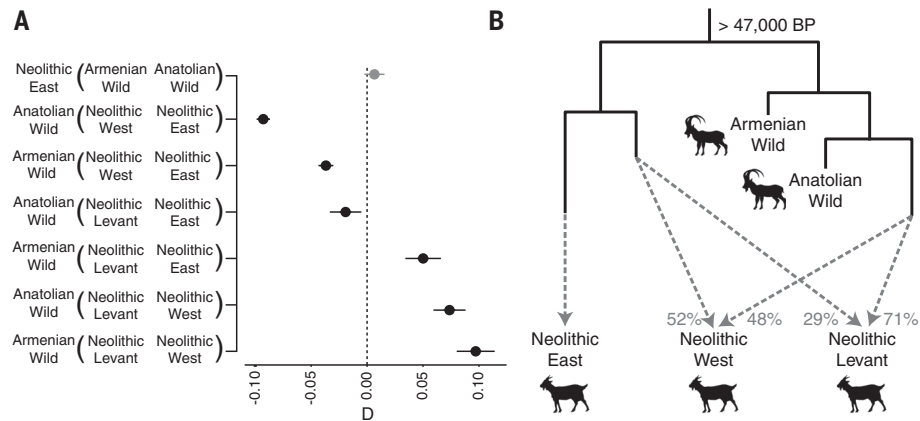 A
Neolithic East ( Armenian Wild Anatolian Wild )
Anatolian Wild ( Neolithic West Neolithic East )
Armenian Wild ( Neolithic West Neolithic East )
Anatolian Wild ( Neolithic Levant Neolithic East )
Armenian Wild ( Neolithic Levant Neolithic East )
Anatolian Wild ( Neolithic Levant Neolithic West )
Armenian Wild ( Neolithic Levant Neolithic West )
-0.10 -0.05 0.00 0.05 0.10
D
B
> 47,000 BP
Armenian
Wild
Anatolian
Wild
52% 48% 29% 71%
Neolithic East
Neolithic West
Neolithic Levant